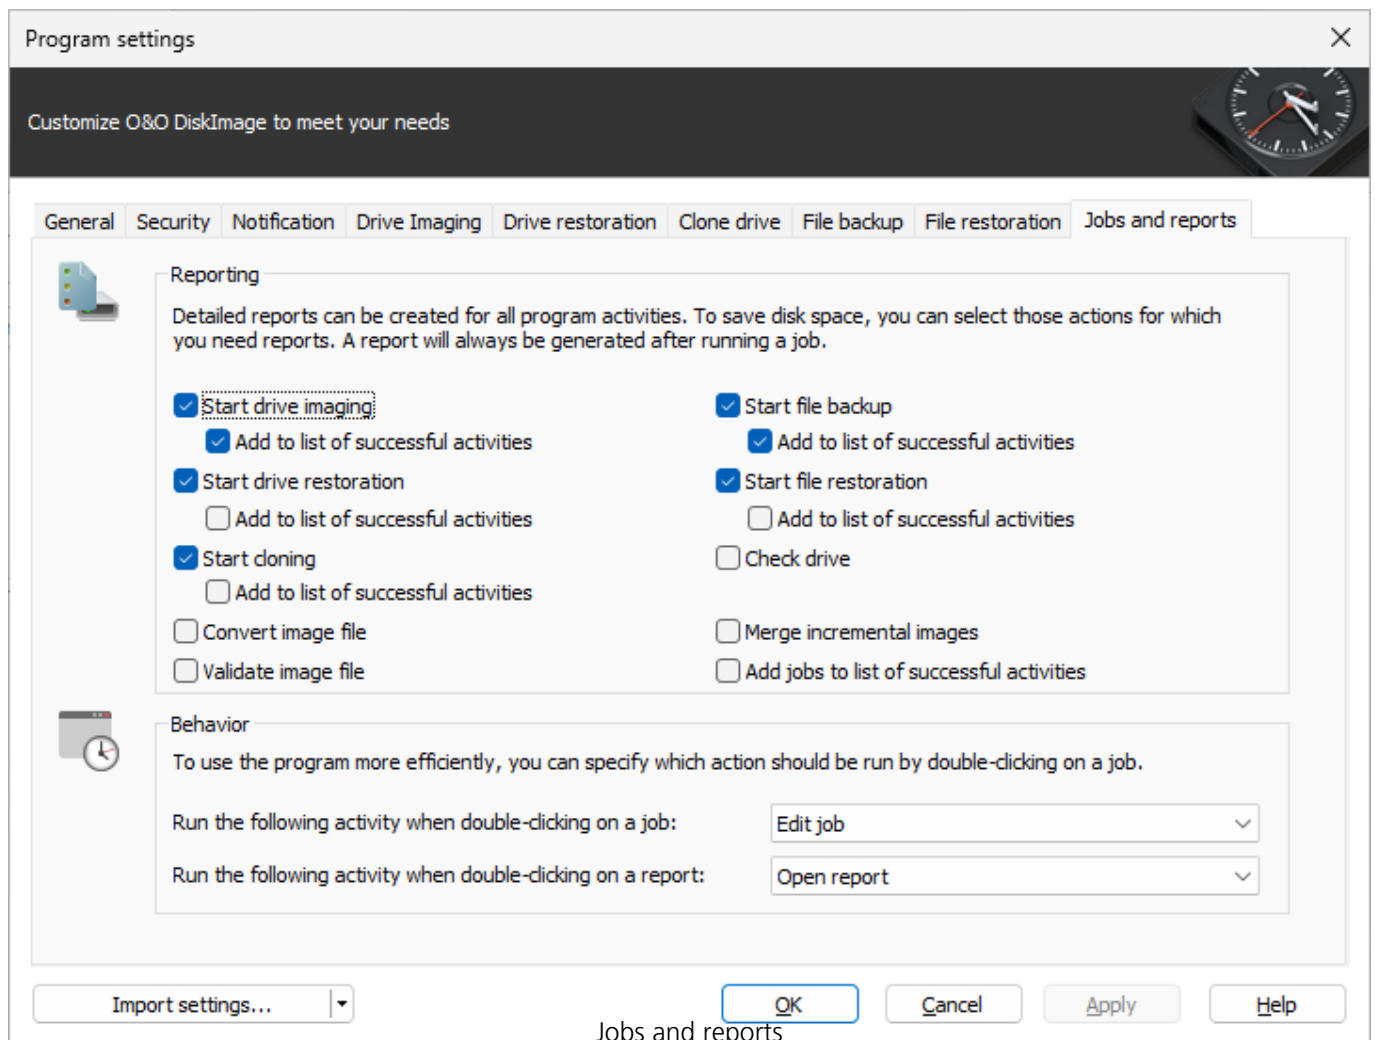 Program settings
Customize O&O DiskImage to meet your needs
General Security Notification Drive Imaging Drive restoration Clone drive File backup File restoration Jobs and reports
Reporting
Detailed reports can be created for all program activities. To save disk space, you can select those actions for which
you need reports. A report will always be generated after running a job.
Start drive imaging Start file backup
Add to list of successful activities Add to list of successful activities
Start drive restoration Start file restoration
Add to list of successful activities Add to list of successful activities
Start cloning Check drive
Add to list of successful activities
Convert image file Merge incremental images
Validate image file Add jobs to list of successful activities
Behavior
To use the program more efficiently, you can specify which action should be run by double-clicking on a job.
Run the following activity when double-clicking on a job: Edit job
Run the following activity when double-clicking on a report: Open report
Import settings... OK Cancel Apply Help
Jobs and reports